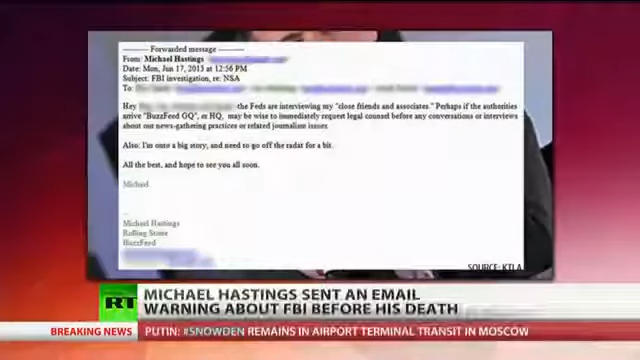 ---------- Forwarded message ----------
From: Michael Hastings
Date: Mon, Jun 17, 2013 at 12:56 PM
Subject: FBI investigation, re: NSA
To:
Hey the Feds are interviewing my "close friends and associates." Perhaps if the authorities
arrive "BuzzFeed GQ", er HQ, may be wise to immediately request legal counsel before any conversations or interviews
about our news-gathering practices or related journalism issues.
Also: I'm onto a big story, and need to go off the radar for a bit.
All the best, and hope to see you all soon.
Michael
--
Michael Hastings
Rolling Stone
BuzzFeed
SOURCE: KTLA
RT
MICHAEL HASTINGS SENT AN EMAIL
WARNING ABOUT FBI BEFORE HIS DEATH
BREAKING NEWS PUTIN: #SNOWDEN REMAINS IN AIRPORT TERMINAL TRANSIT IN MOSCOW